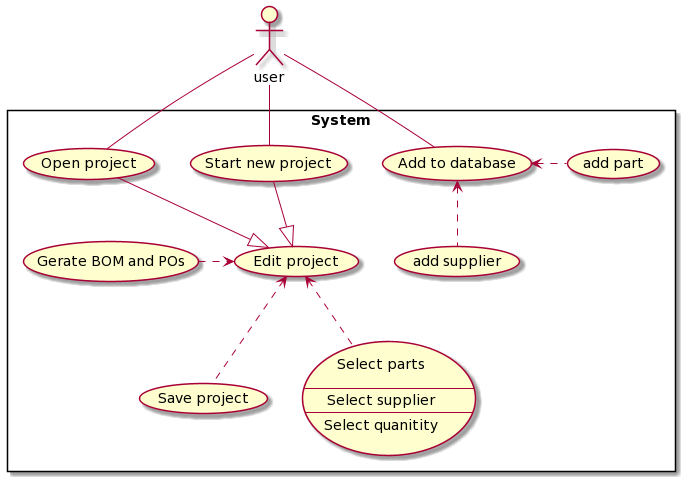 user
System
Open project
Start new project
Add to database
add part
Gerate BOM and POs
Edit project
add supplier
Save project
Select parts
Select supplier
Select quanitity